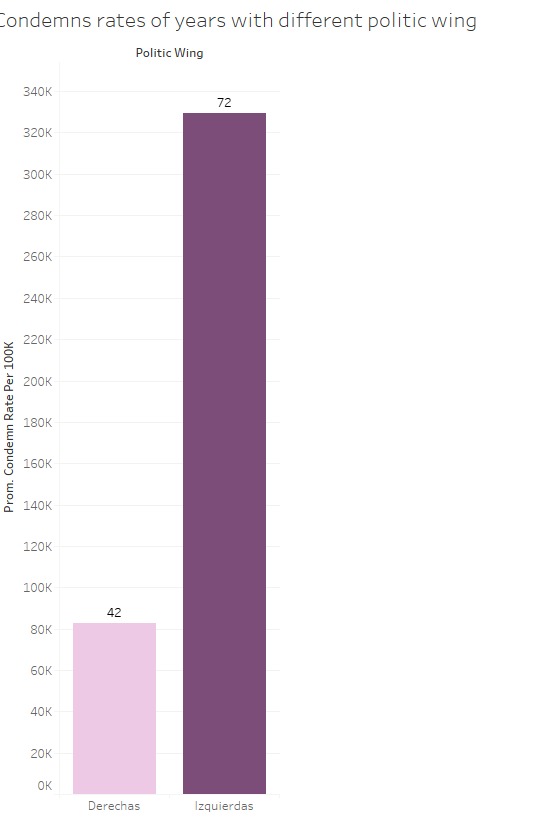 Condemns rates of years with different politic wing
Politic Wing
Prom. Condemn Rate Per 100K
340K
320K
300K
280K
260K
240K
220K
200K
180K
160K
140K
120K
100K
80K
60K
40K
20K
0K
42
72
Derechas
Izquierdas